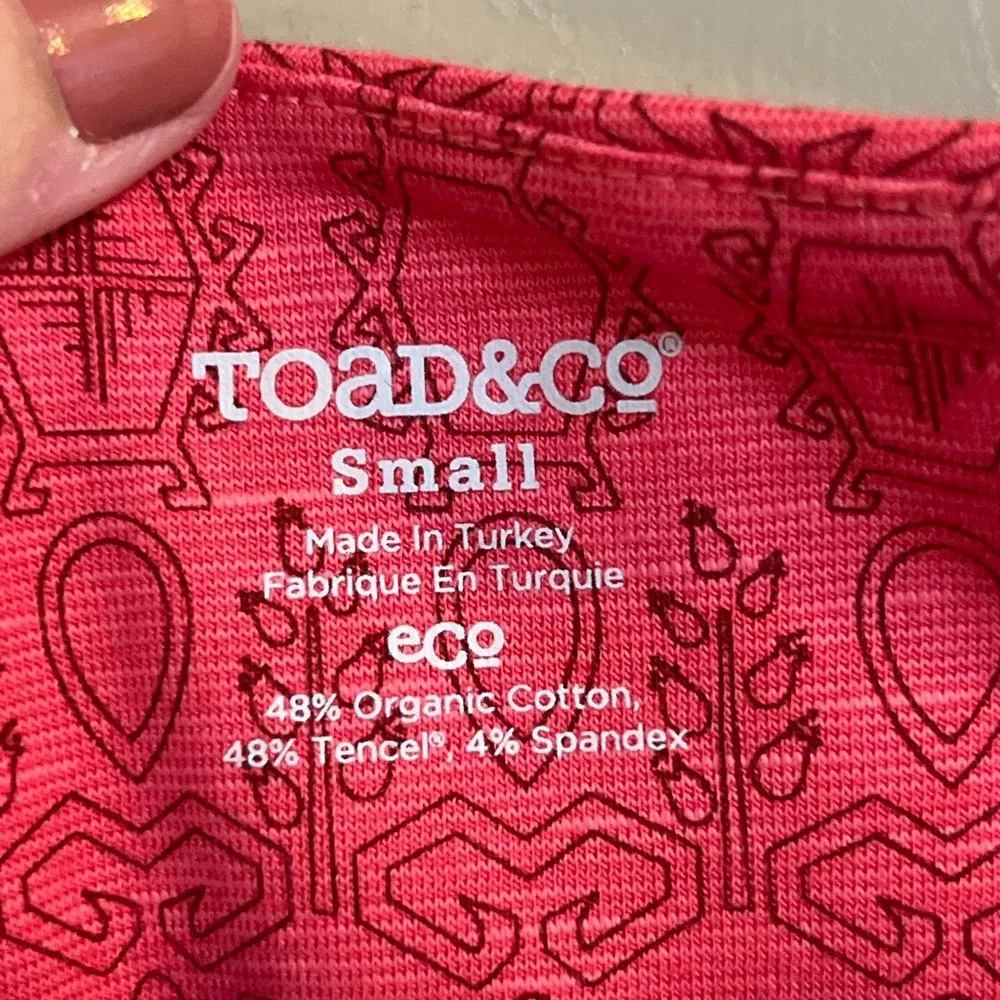 TOaD&Co®
Small
Made In Turkey
Fabrique En Turquie
eco
48% Organic Cotton,
48% Tencel®, 4% Spandex